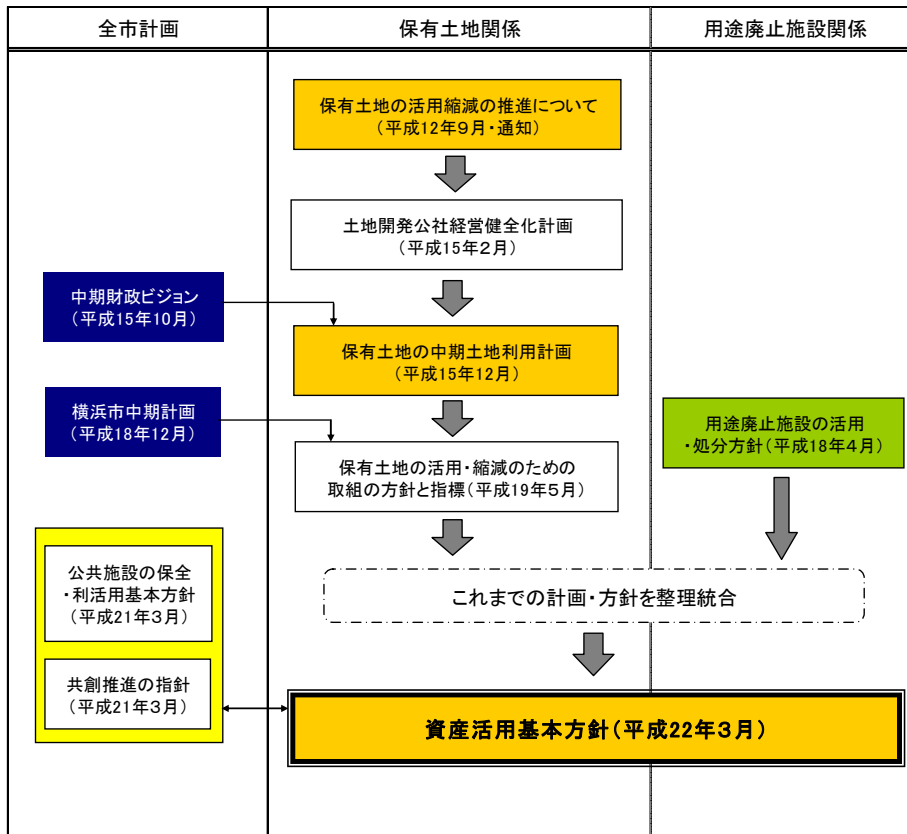 全市計画
保有土地関係
用途廃止施設関係
保有土地の活用縮減の推進について
(平成12年9月・通知)
土地開発公社経営健全化計画
(平成15年2月)
中期財政ビジョン
(平成15年10月)
保有土地の中期土地利用計画
(平成15年12月)
横浜市中期計画
(平成18年12月)
用途廃止施設の活用
・処分方針(平成18年4月)
保有土地の活用・縮減のための
取組の方針と指標(平成19年5月)
公共施設の保全
・利活用基本方針
(平成21年3月)
これまでの計画・方針を整理統合
共創推進の指針
(平成21年3月)
資産活用基本方針(平成22年3月)